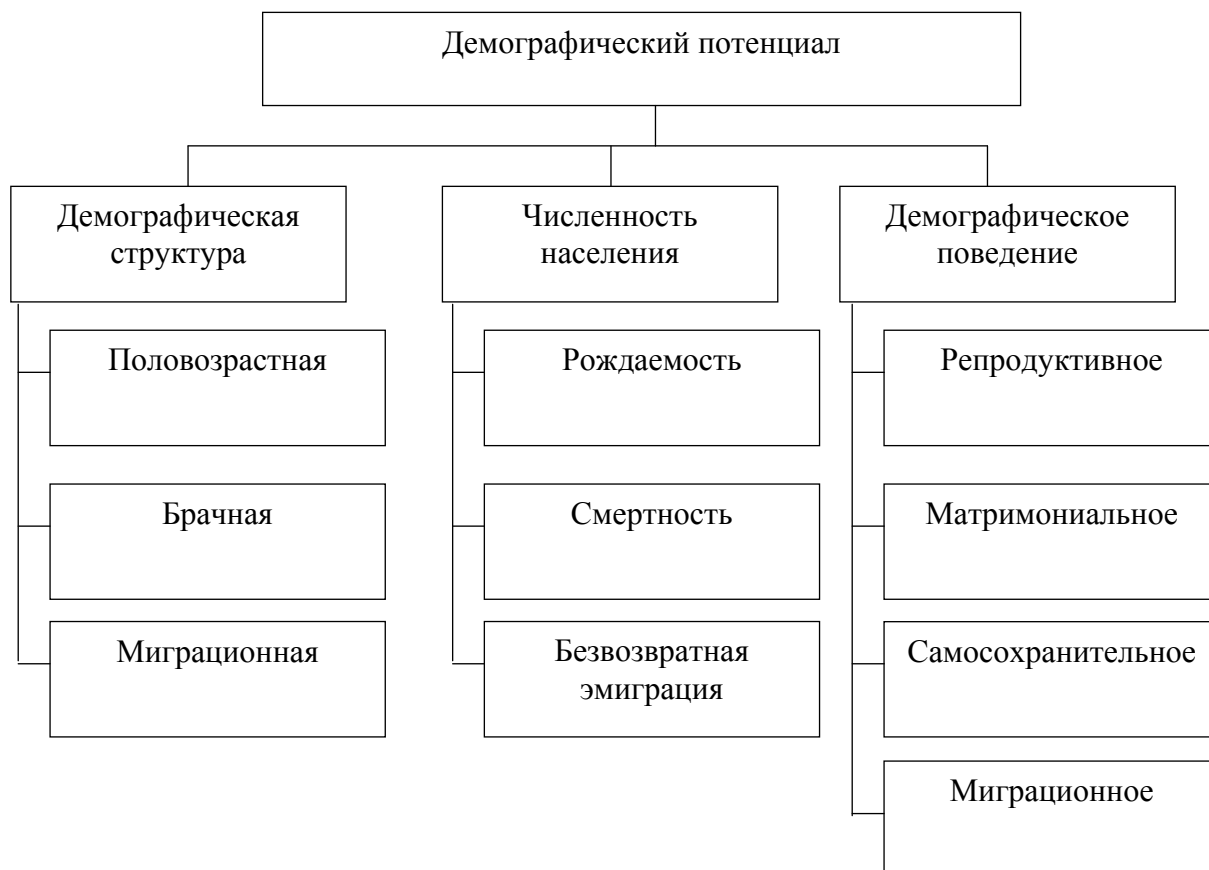 Демографический потенциал
Демографическая
структура
Численность
населения
Демографическое
поведение
Половозрастная
Рождаемость
Репродуктивное
Брачная
Смертность
Матримониальное
Миграционная
Безвозвратная
эмиграция
Самосохранительное
Миграционное